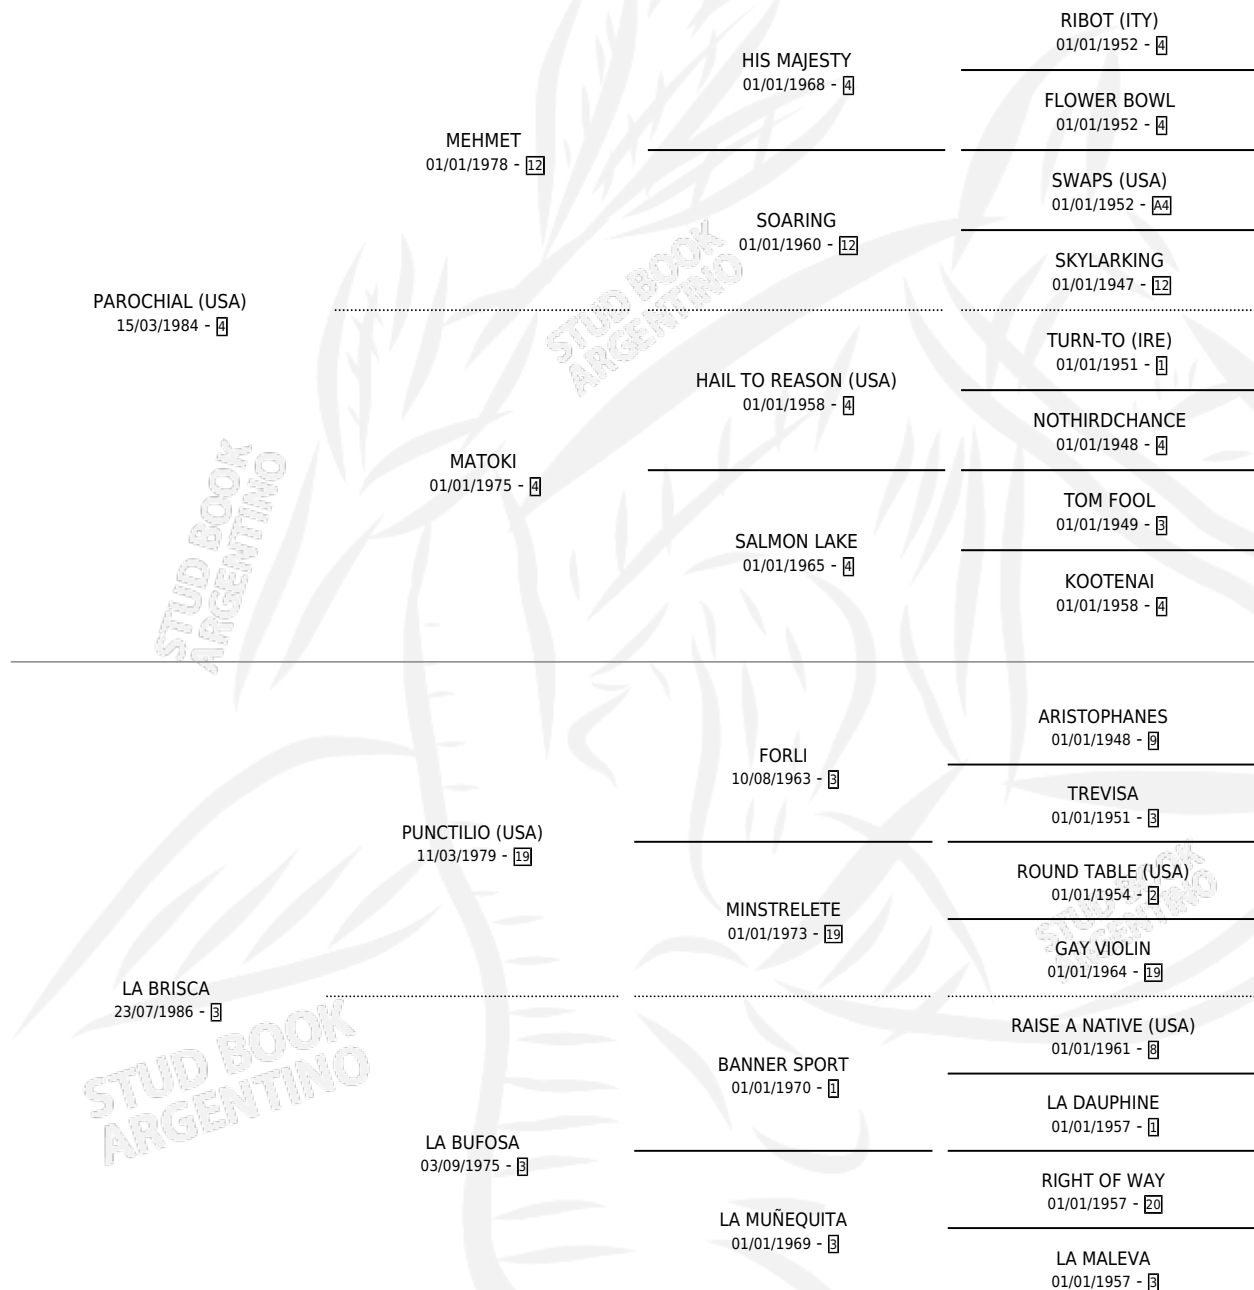 RIBOT (ITY)
01/01/1952 - 4
HIS MAJESTY
01/01/1968 - 4
FLOWER BOWL
01/01/1952 - 4
MEHMET
01/01/1978 - 12
SWAPS (USA)
01/01/1952 - A4
SOARING
01/01/1960 - 12
SKYLARKING
01/01/1947 - 12
PAROCHIAL (USA)
15/03/1984 - 4
TURN-TO (IRE)
01/01/1951 - 1
HAIL TO REASON (USA)
01/01/1958 - 4
NOTHIRDCHANCE
01/01/1948 - 4
MATOKI
01/01/1975 - 4
TOM FOOL
01/01/1949 - 3
SALMON LAKE
01/01/1965 - 4
KOOTENAI
01/01/1958 - 4
ARISTOPHANES
01/01/1948 - 9
FORLI
10/08/1963 - 3
TREVISA
01/01/1951 - 3
PUNCTILIO (USA)
11/03/1979 - 19
ROUND TABLE (USA)
01/01/1954 - 2
MINSTRELETE
01/01/1973 - 19
GAY VIOLIN
01/01/1964 - 19
LA BRISCA
23/07/1986 - 3
RAISE A NATIVE (USA)
01/01/1961 - 8
BANNER SPORT
01/01/1970 - 1
LA DAUPHINE
01/01/1957 - 1
LA BUFOSA
03/09/1975 - 3
RIGHT OF WAY
01/01/1957 - 20
LA MUÑEQUITA
01/01/1969 - 3
LA MALEVA
01/01/1957 - 3
STUD BOOK
ARGENTINO
STUD BOOK
ARGENTINO
STUD BOOK
ARGENTINO
STUD BOOK
ARGENTINO